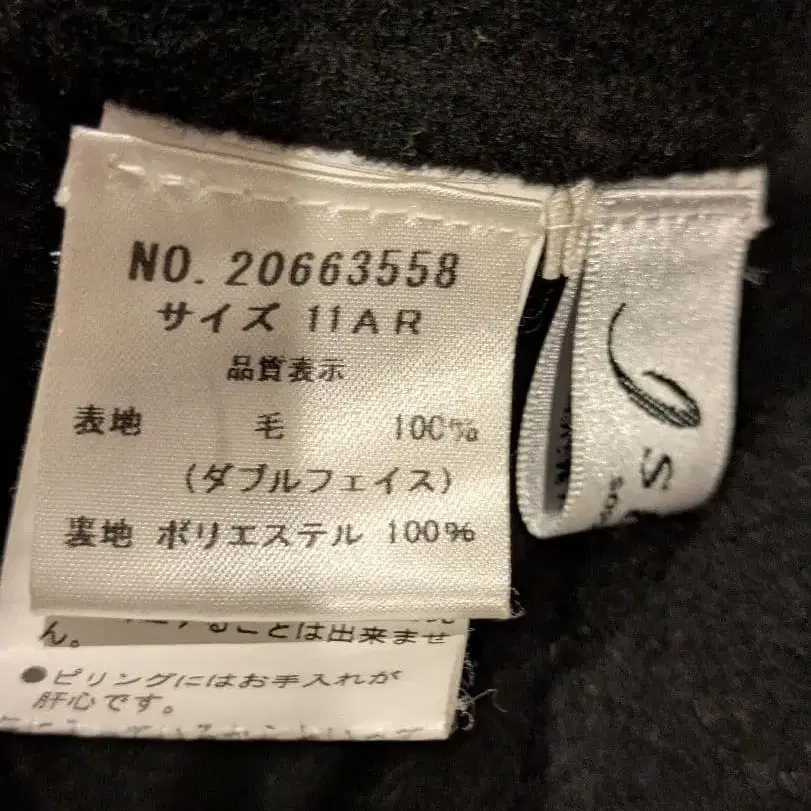 NO. 20663558
サイズ 11AR
品質表示
表地 毛 100%
(ダブルフェイス)
裏地 ポリエステル 100%
することは出来ませ
ん。
●ピリングにはお手入れが
肝心です。